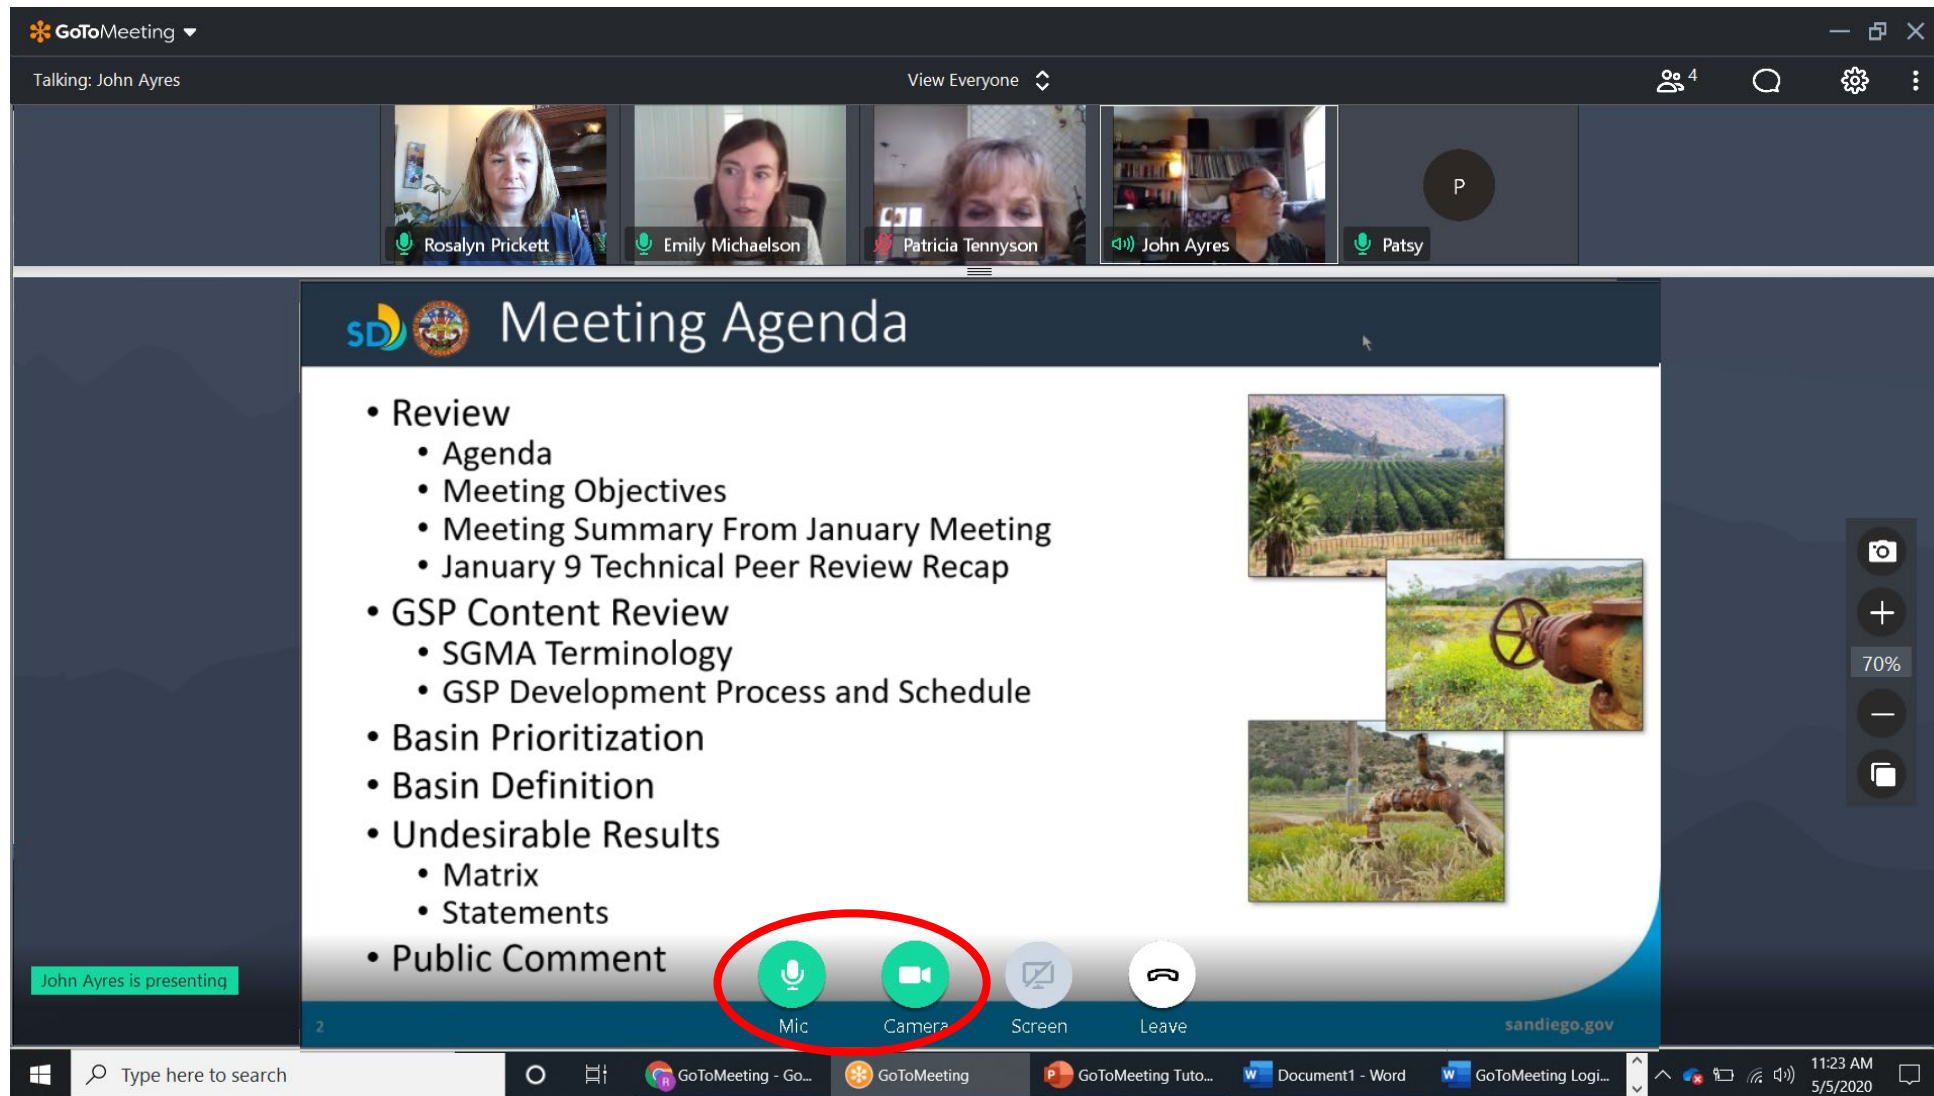 GoToMeeting
Talking: John Ayres
View Everyone
4
Rosalyn Prickett
Emily Michaelson
Patricia Tennyson
John Ayres
P
Patsy
SD
Meeting Agenda
• Review
• Agenda
• Meeting Objectives
• Meeting Summary From January Meeting
• January 9 Technical Peer Review Recap
• GSP Content Review
• SGMA Terminology
• GSP Development Process and Schedule
• Basin Prioritization
• Basin Definition
• Undesirable Results
• Matrix
• Statements
• Public Comment
70%
John Ayres is presenting
Mic
Camera
Screen
Leave
2
sandiego.gov
Type here to search
R
GoToMeeting - Go...
GoToMeeting
P
GoToMeeting Tuto...
W
Document1 - Word
W
GoToMeeting Logi...
11:23 AM
5/5/2020